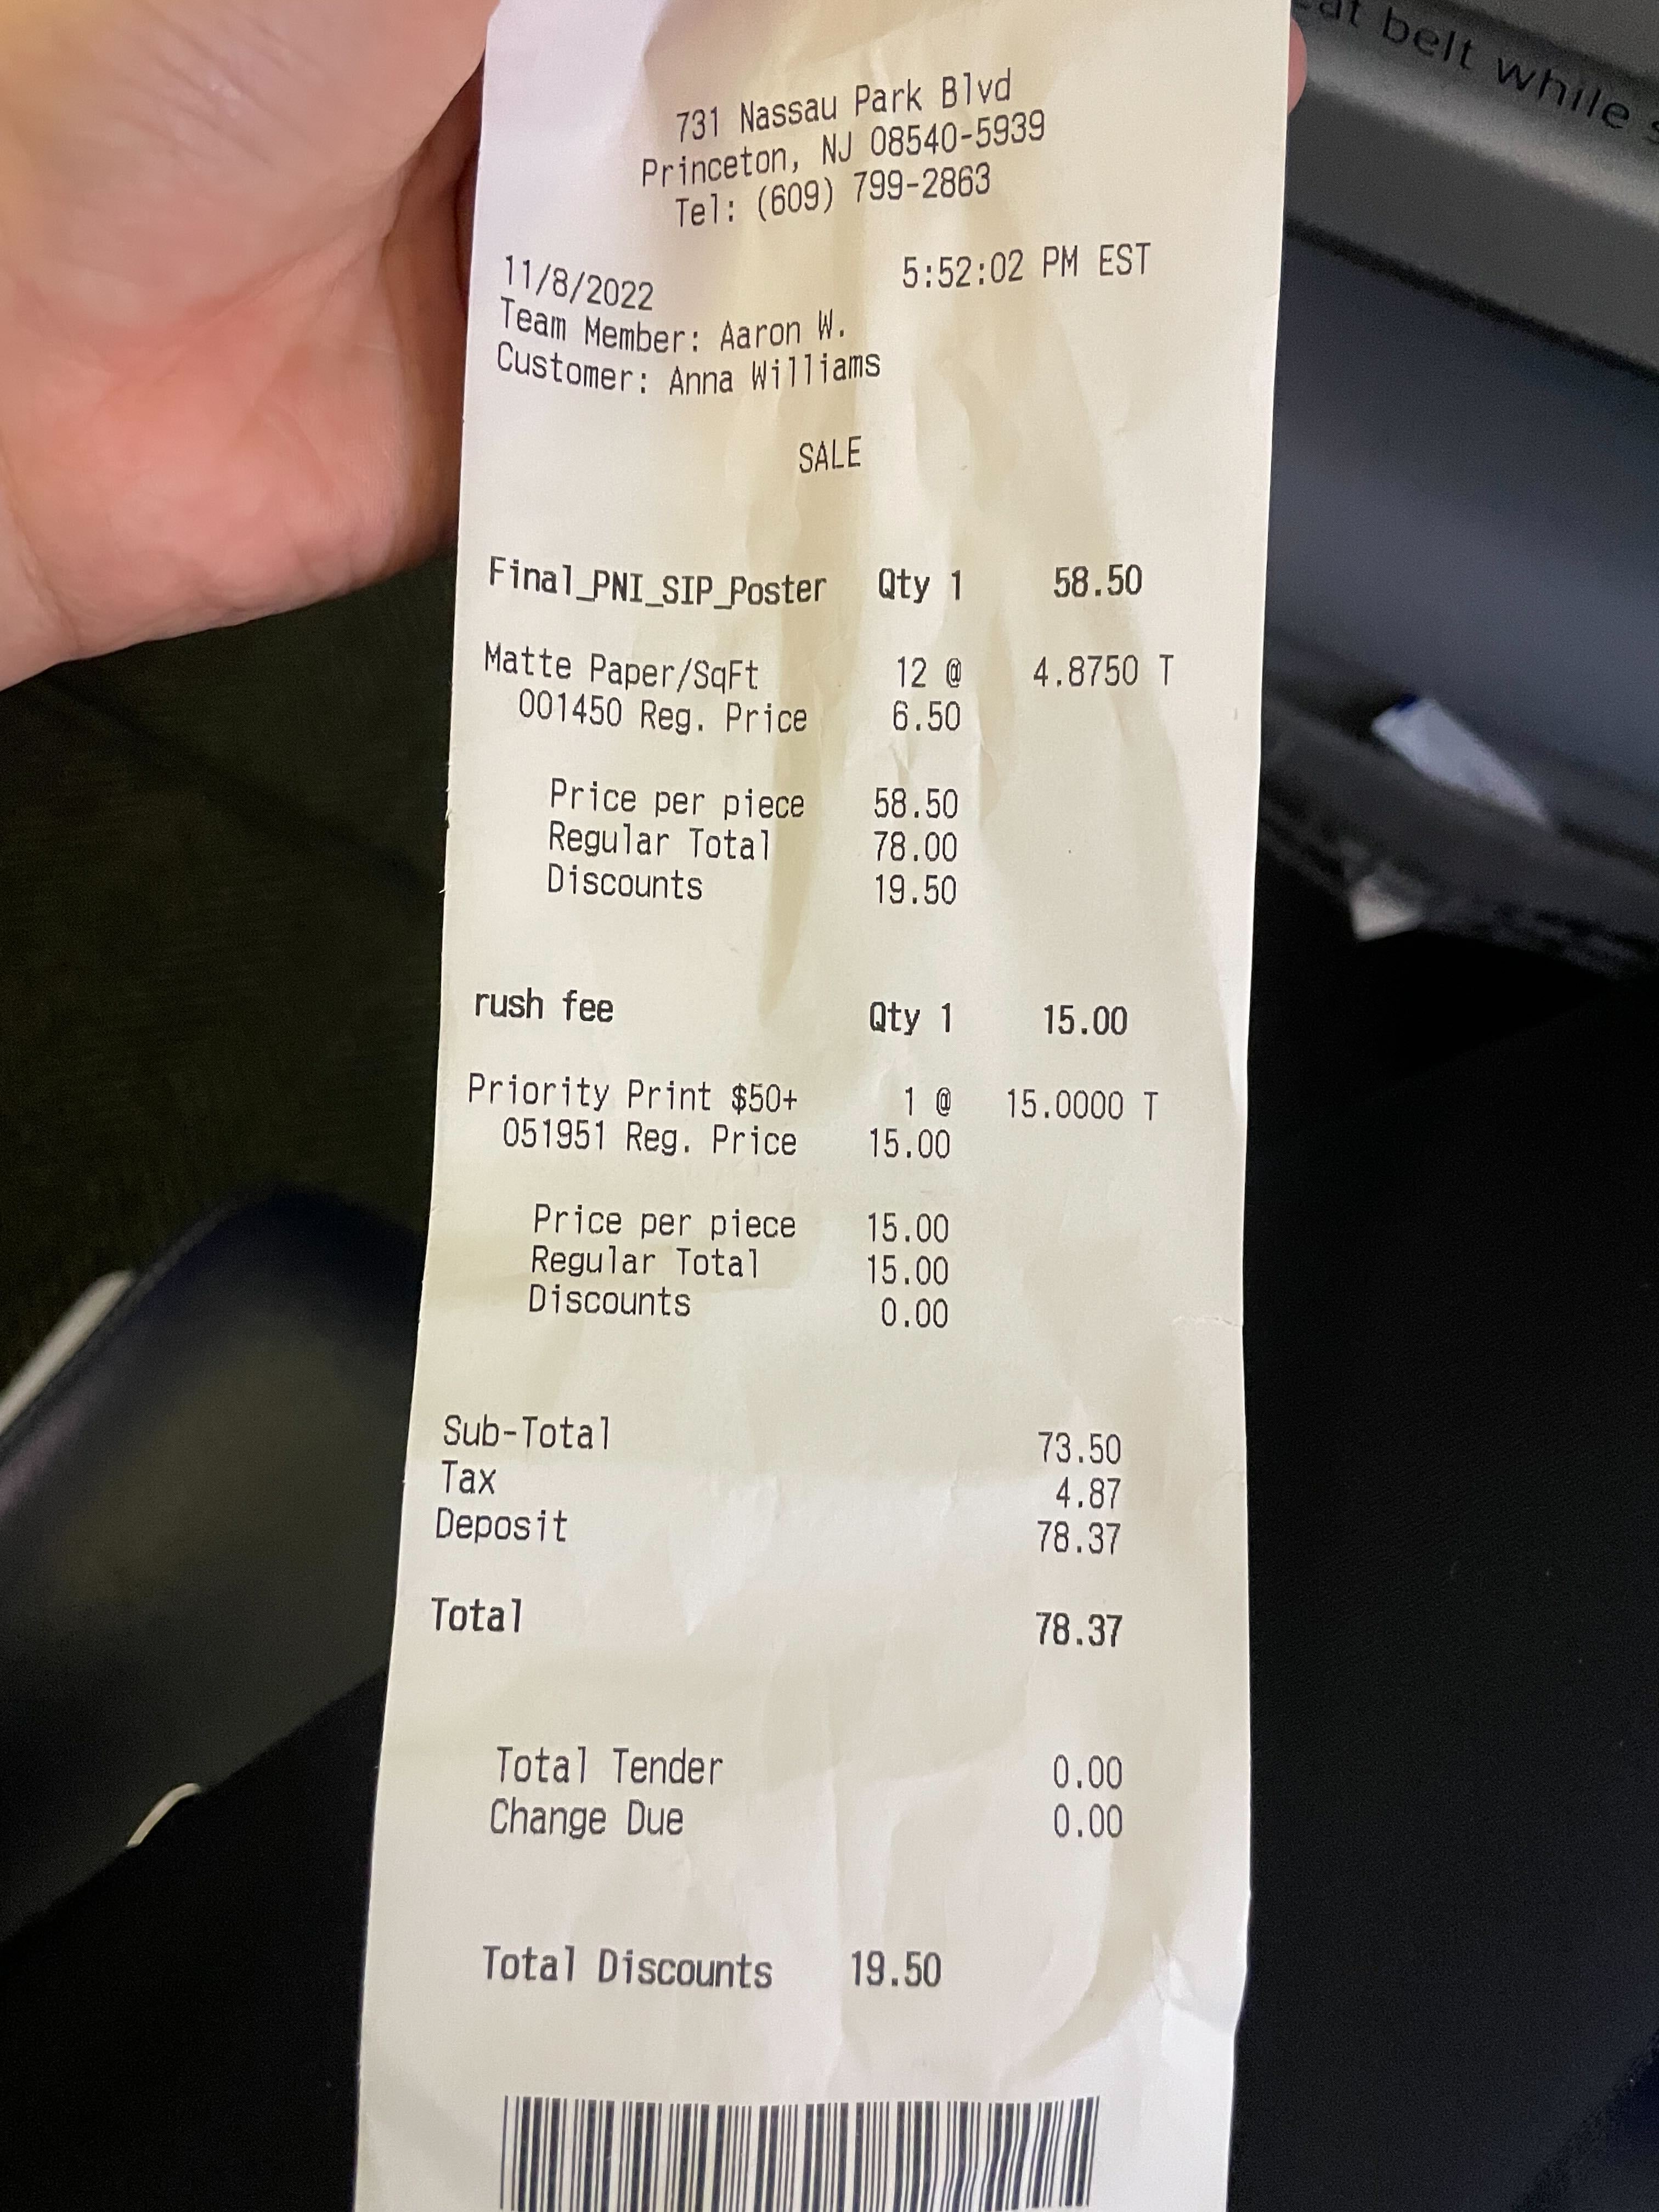 at belt while
731 Nassau Park Blvd
Princeton, NJ 08540-5939
Tel: (609) 799-2863
11/8/2022 5:52:02 PM EST
Team Member: Aaron W.
Customer: Anna Williams
SALE
Final_PNI_SIP_Poster Qty 1 58.50
Matte Paper/SqFt 12 @ 4.8750 T
001450 Reg. Price 6.50
Price per piece 58.50
Regular Total 78.00
Discounts 19.50
rush fee Qty 1 15.00
Priority Print $50+ 1 @ 15.0000 T
051951 Reg. Price 15.00
Price per piece 15.00
Regular Total 15.00
Discounts 0.00
Sub-Total 73.50
Tax 4.87
Deposit 78.37
Total 78.37
Total Tender 0.00
Change Due 0.00
Total Discounts 19.50